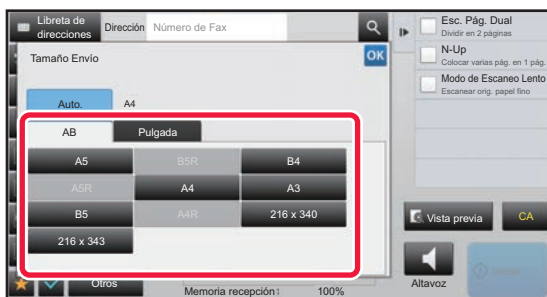 Libreta de
direcciones
Dirección
Número de Fax
Tamaño Envío
OK
Auto.
A4
AB
Pulgada
A5
B5R
B4
A5R
A4
A3
B5
A4R
216 x 340
216 x 343
Otros
Memoria recepción:
100%
Esc. Pág. Dual
Dividir en 2 páginas
N-Up
Colocar varias pág. en 1 pág.
Modo de Escaneo Lento
Escanear orig. papel fino
Vista previa
CA
Altavoz